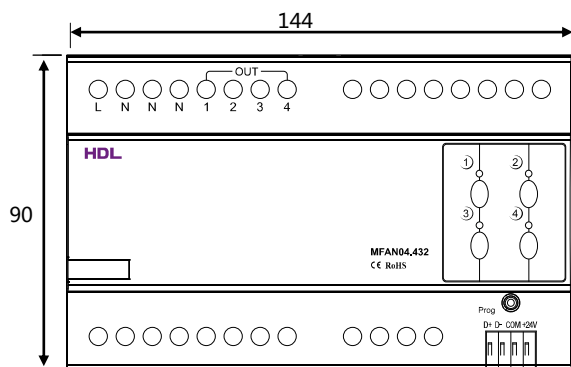 144
OUT
L N N N 1 2 3 4
HDL
1 2
90
3 4
MFAN04.432
CE RoHS
Prog
D+ D- COM +24V